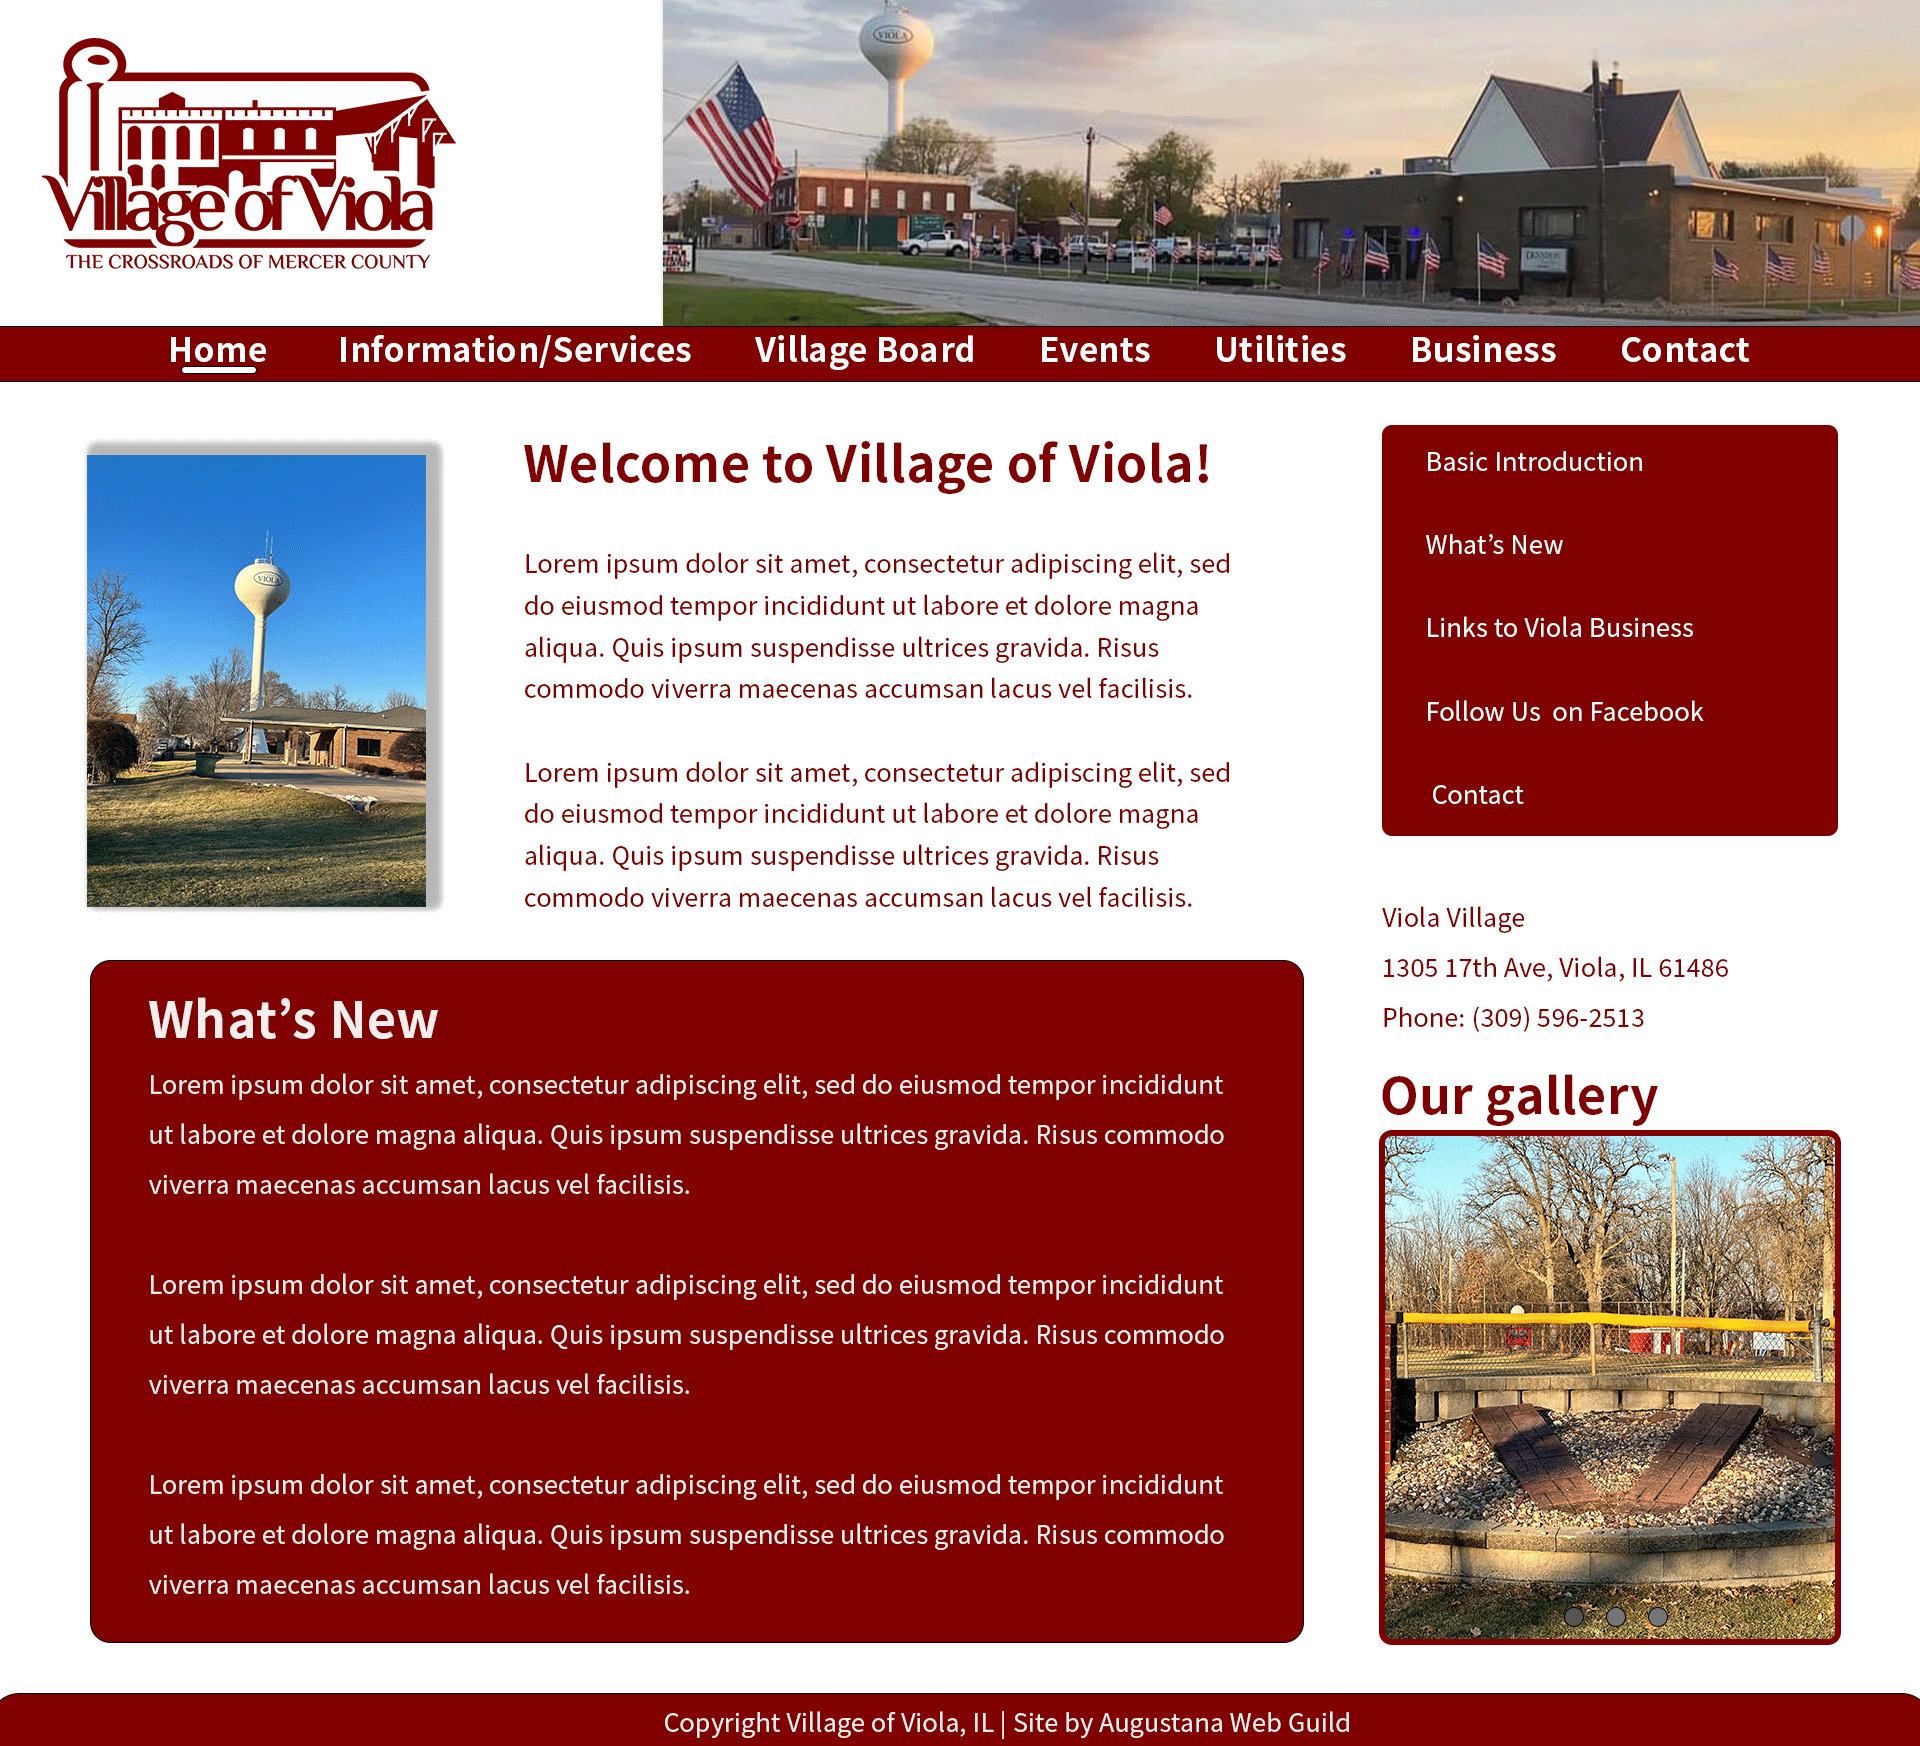 VIOLA
Village of Viola
THE CROSSROADS OF MERCER COUNTY
Home Information/Services Village Board Events Utilities Business Contact
VIOLA
Welcome to Village of Viola!
Lorem ipsum dolor sit amet, consectetur adipiscing elit, sed
do eiusmod tempor incididunt ut labore et dolore magna
aliqua. Quis ipsum suspendisse ultrices gravida. Risus
commodo viverra maecenas accumsan lacus vel facilisis.
Lorem ipsum dolor sit amet, consectetur adipiscing elit, sed
do eiusmod tempor incididunt ut labore et dolore magna
aliqua. Quis ipsum suspendisse ultrices gravida. Risus
commodo viverra maecenas accumsan lacus vel facilisis.
Basic Introduction
What’s New
Links to Viola Business
Follow Us  on Facebook
Contact
Viola Village
1305 17th Ave, Viola, IL 61486
Phone: (309) 596-2513
What’s New
Lorem ipsum dolor sit amet, consectetur adipiscing elit, sed do eiusmod tempor incididunt
ut labore et dolore magna aliqua. Quis ipsum suspendisse ultrices gravida. Risus commodo
viverra maecenas accumsan lacus vel facilisis.
Lorem ipsum dolor sit amet, consectetur adipiscing elit, sed do eiusmod tempor incididunt
ut labore et dolore magna aliqua. Quis ipsum suspendisse ultrices gravida. Risus commodo
viverra maecenas accumsan lacus vel facilisis.
Lorem ipsum dolor sit amet, consectetur adipiscing elit, sed do eiusmod tempor incididunt
ut labore et dolore magna aliqua. Quis ipsum suspendisse ultrices gravida. Risus commodo
viverra maecenas accumsan lacus vel facilisis.
Our gallery
Copyright Village of Viola, IL | Site by Augustana Web Guild